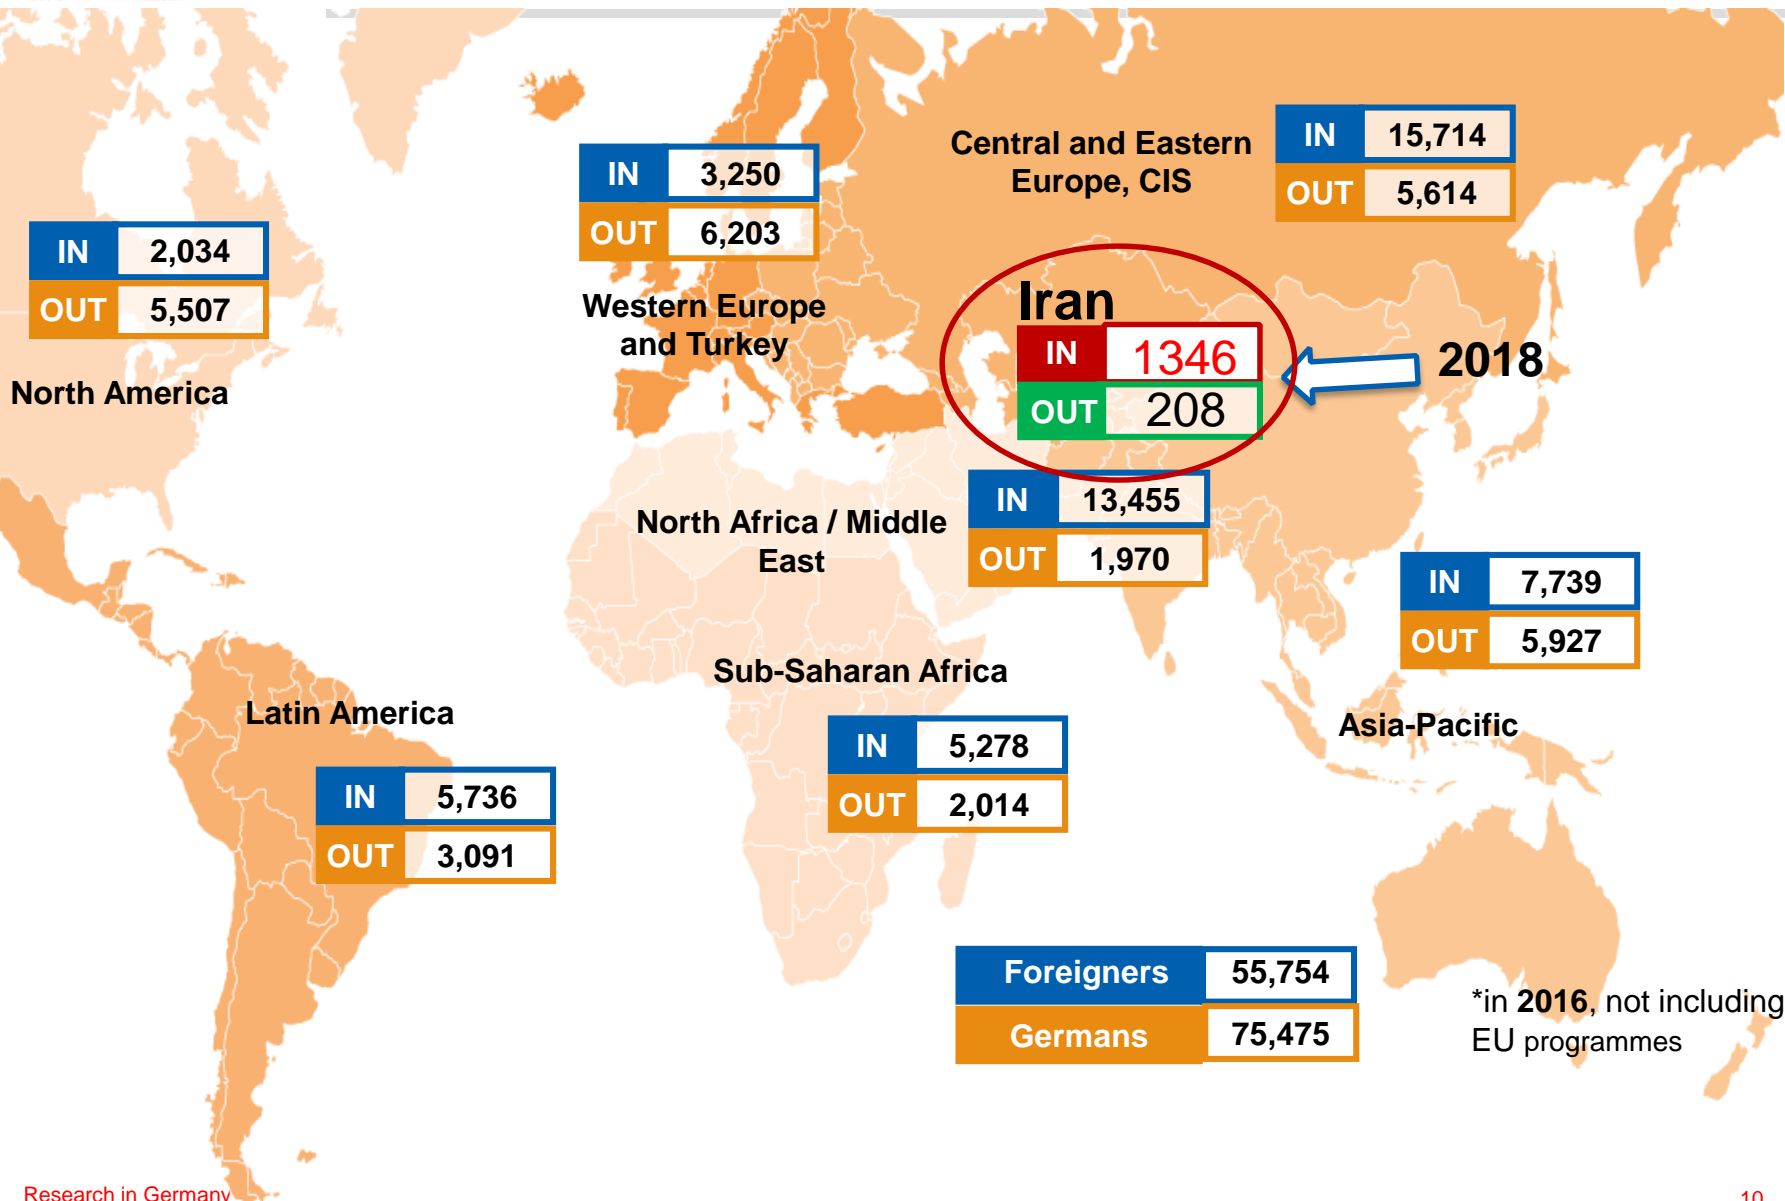 IN 3,250
OUT 6,203
Western Europe
and Turkey
Central and Eastern
Europe, CIS
IN 15,714
OUT 5,614
IN 2,034
OUT 5,507
North America
Iran
IN 1346
OUT 208
2018
North Africa / Middle
East
IN 13,455
OUT 1,970
IN 7,739
OUT 5,927
Asia-Pacific
Sub-Saharan Africa
IN 5,278
OUT 2,014
Latin America
IN 5,736
OUT 3,091
Foreigners 55,754
Germans 75,475
*in 2016, not including
EU programmes
Research in Germany
10